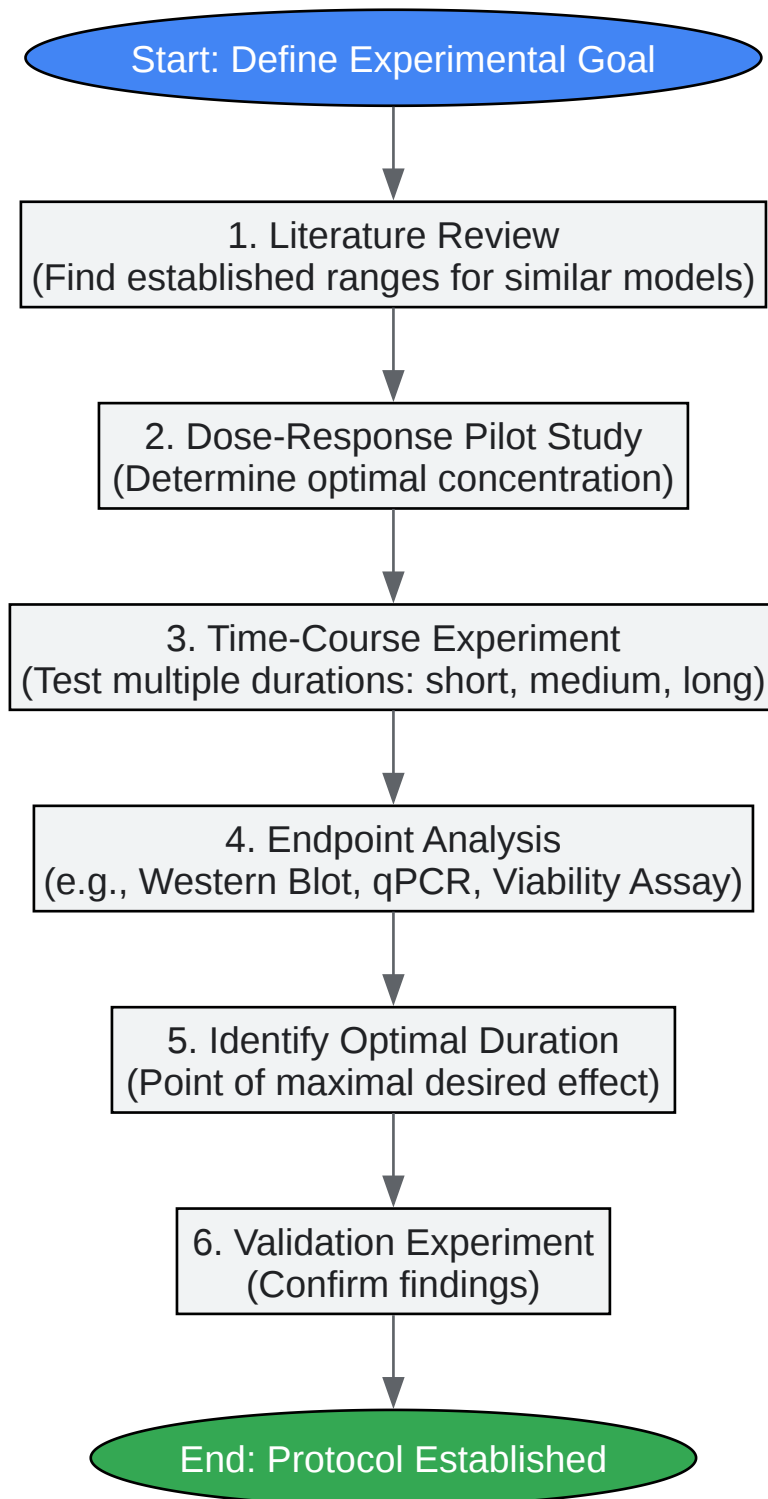 Start: Define Experimental Goal
1. Literature Review
(Find established ranges for similar models)
2. Dose-Response Pilot Study
(Determine optimal concentration)
3. Time-Course Experiment
(Test multiple durations: short, medium, long)
4. Endpoint Analysis
(e.g., Western Blot, qPCR, Viability Assay)
5. Identify Optimal Duration
(Point of maximal desired effect)
6. Validation Experiment
(Confirm findings)
End: Protocol Established